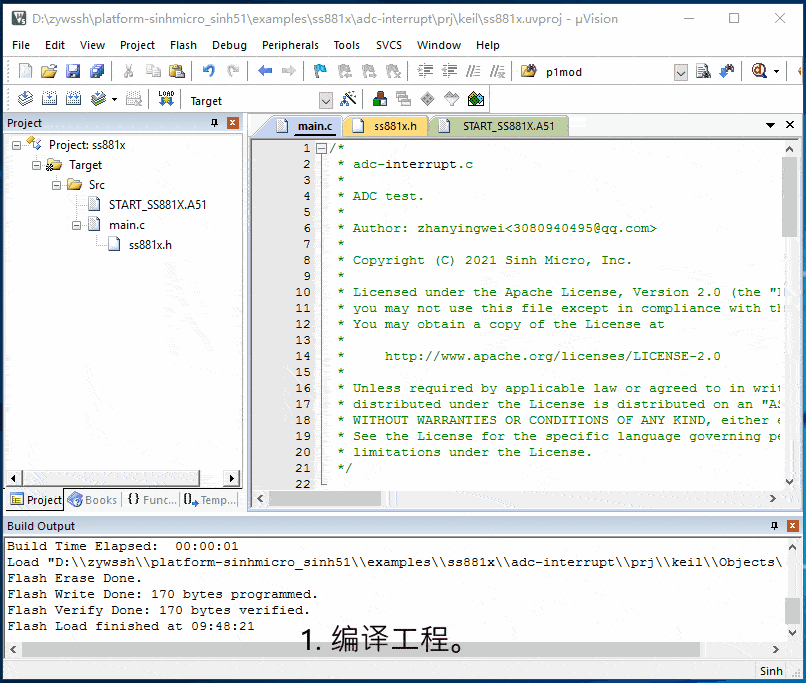 D:\zywssh\platform-sinhmicro_sinh51\examples\ss881x\adc-interrupt\prj\keil\ss881x.uvproj - µVision
File Edit View Project Flash Debug Peripherals Tools SVCS Window Help
p1mod
LOAD Target
Project
main.c ss881x.h START_SS881X.A51
Project: ss881x
Target
Src
START_SS881X.A51
main.c
ss881x.h
1 /*
2 * adc-interrupt.c
3 *
4 * ADC test.
5 *
6 * Author: zhanyingwei<3080940495@qq.com>
7 *
8 * Copyright (C) 2021 Sinh Micro, Inc.
9 *
10 * Licensed under the Apache License, Version 2.0 (the "
11 * you may not use this file except in compliance with th
12 * You may obtain a copy of the License at
13 *
14 *     http://www.apache.org/licenses/LICENSE-2.0
15 *
16 * Unless required by applicable law or agreed to in writ
17 * distributed under the License is distributed on an "AS
18 * WITHOUT WARRANTIES OR CONDITIONS OF ANY KIND, either e
19 * See the License for the specific language governing pe
20 * limitations under the License.
21 */
22
Project Books {} Func... {} Temp...
Build Output
Build Time Elapsed:  00:00:01
Load "D:\\zywssh\\platform-sinhmicro_sinh51\\examples\\ss881x\\adc-interrupt\\prj\\keil\\Objects\
Flash Erase Done.
Flash Write Done: 170 bytes programmed.
Flash Verify Done: 170 bytes verified.
Flash Load finished at 09:48:21
1. 编译工程。
Sinh